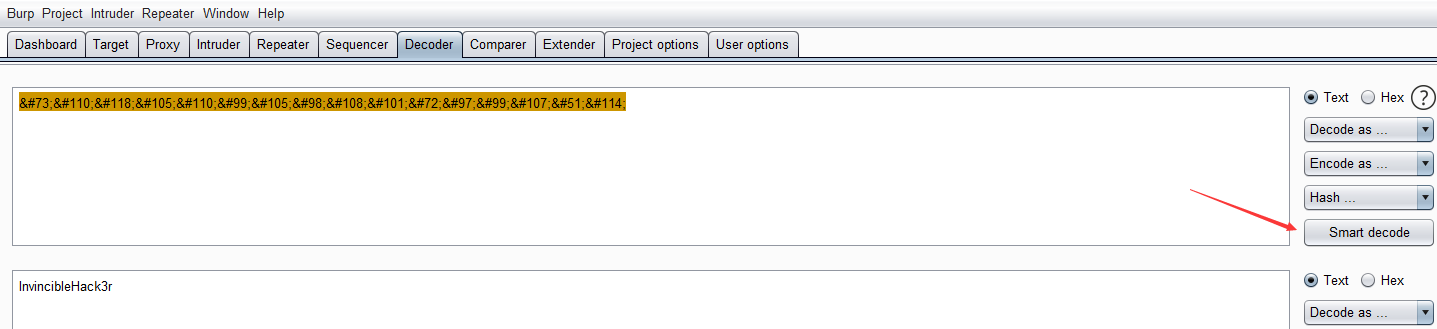 Burp Project Intruder Repeater Window Help
Dashboard Target Proxy Intruder Repeater Sequencer Decoder Comparer Extender Project options User options
&#73;&#110;&#118;&#105;&#110;&#99;&#105;&#98;&#108;&#101;&#72;&#97;&#99;&#107;&#51;&#114;
Text Hex ?
Decode as ...
Encode as ...
Hash ...
Smart decode
InvincibleHack3r
Text Hex
Decode as ...